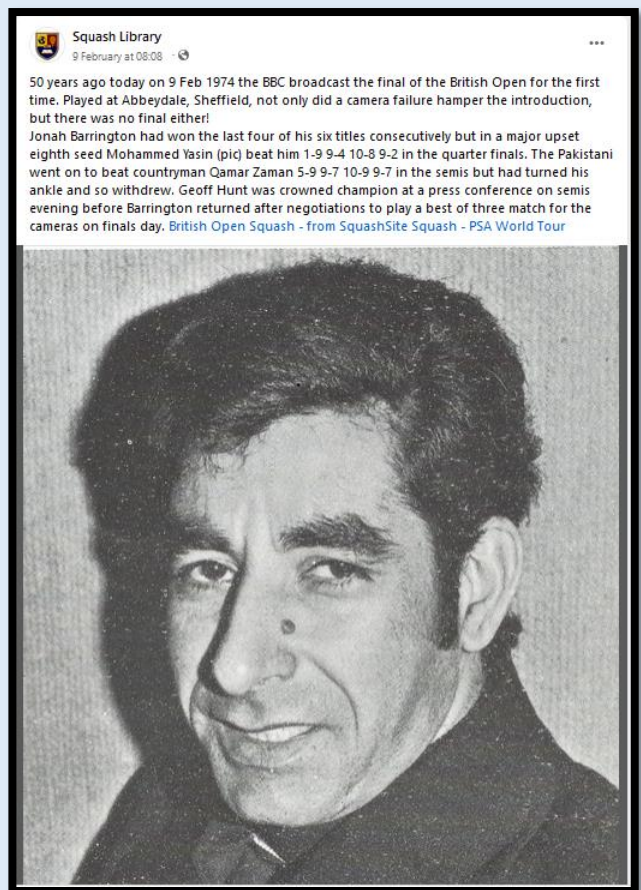 Squash Library
9 February at 08:08 ·
50 years ago today on 9 Feb 1974 the BBC broadcast the final of the British Open for the first
time. Played at Abbeydale, Sheffield, not only did a camera failure hamper the introduction,
but there was no final either!
Jonah Barrington had won the last four of his six titles consecutively but in a major upset
eighth seed Mohammed Yasin (pic) beat him 1-9 9-4 10-8 9-2 in the quarter finals. The Pakistani
went on to beat countryman Qamar Zaman 5-9 9-7 10-9 9-7 in the semis but had turned his
ankle and so withdrew. Geoff Hunt was crowned champion at a press conference on semis
evening before Barrington returned after negotiations to play a best of three match for the
cameras on finals day. British Open Squash - from SquashSite Squash - PSA World Tour